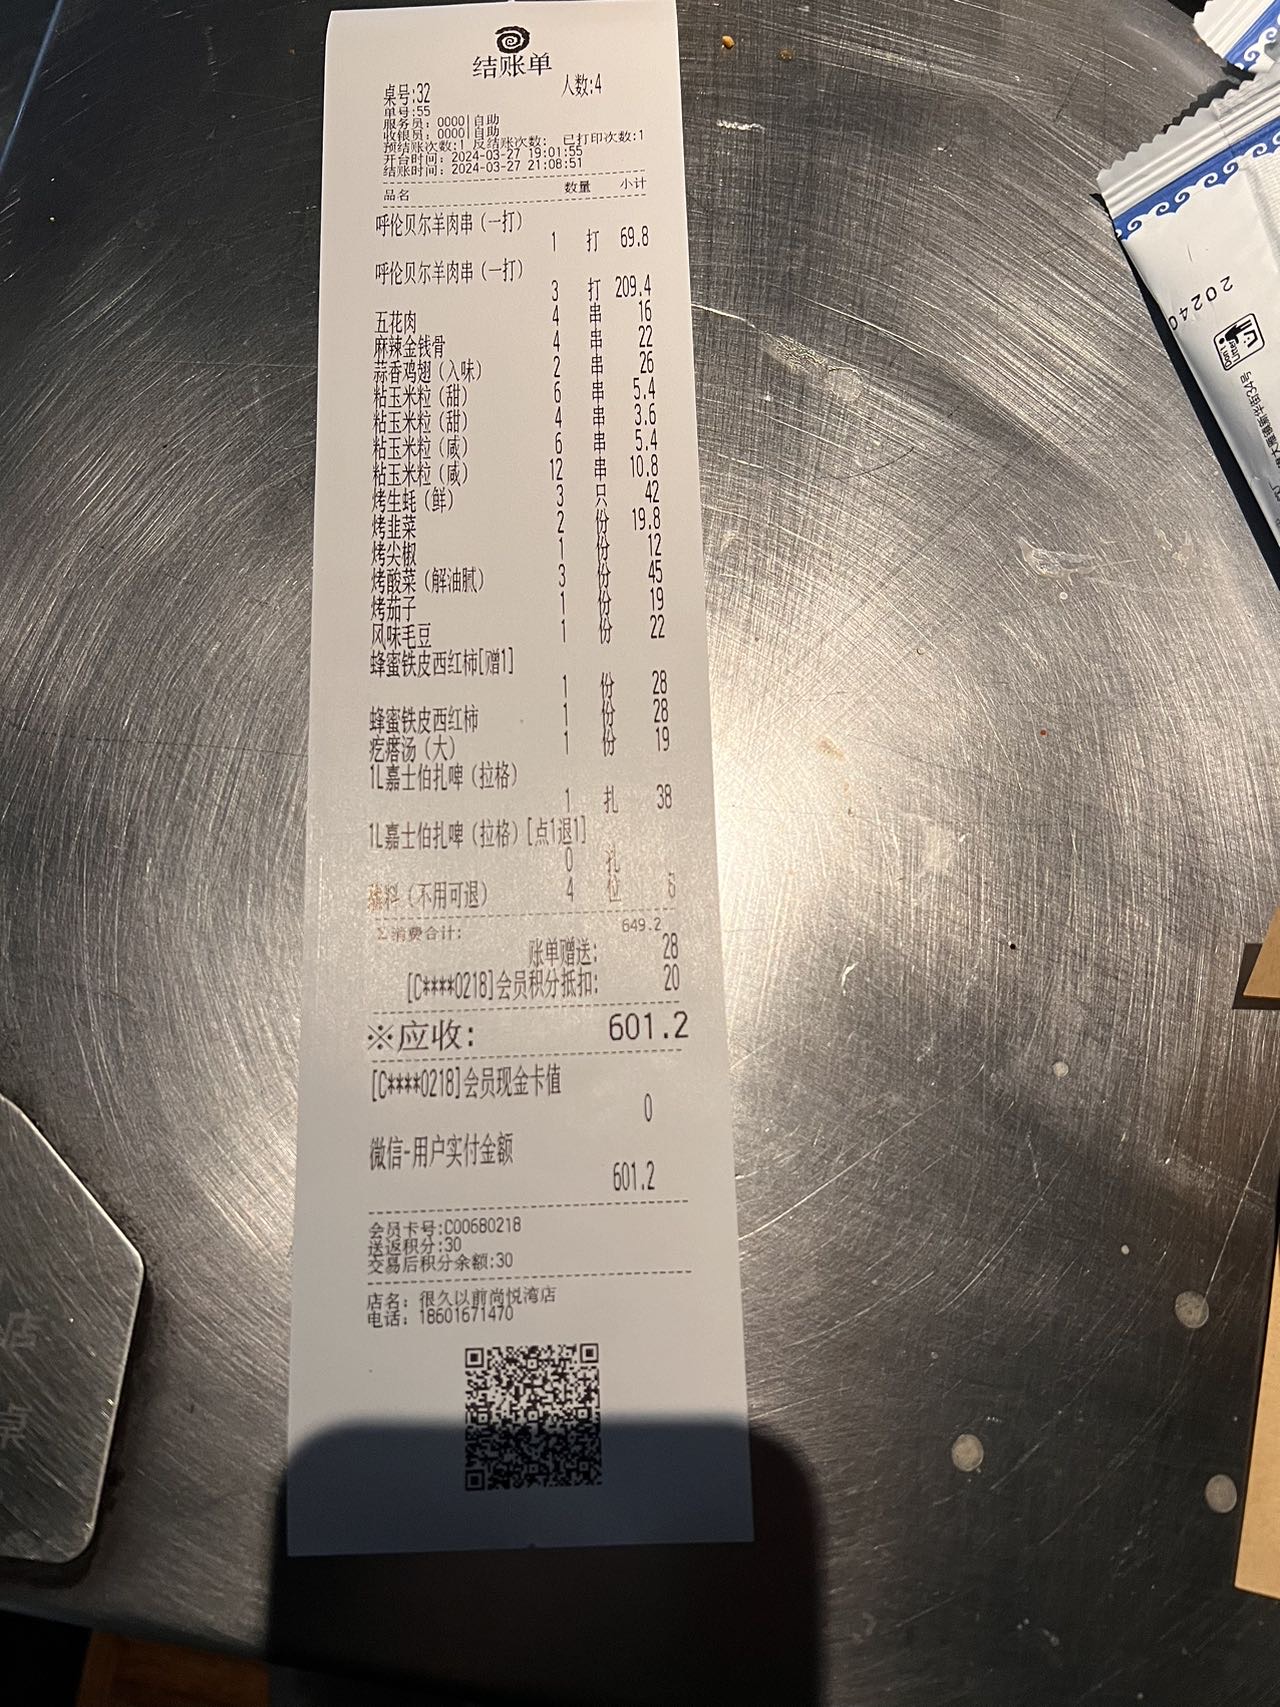 结账单
桌号:32 人数:4
单号:55
服务员: 0000|自助
收银员: 0000|自助
预结账次数:1 反结账次数: 已打印次数:1
开台时间: 2024-03-27 19:01:55
结账时间: 2024-03-27 21:08:51
品名 数量 小计
呼伦贝尔羊肉串(一打)
1 打 69.8
呼伦贝尔羊肉串(一打)
3 打 209.4
五花肉 4 串 16
麻辣金钱骨 4 串 22
蒜香鸡翅(入味) 2 串 26
粘玉米粒(甜) 6 串 5.4
粘玉米粒(甜) 4 串 3.6
粘玉米粒(咸) 6 串 5.4
粘玉米粒(咸) 12 串 10.8
烤生蚝(鲜) 3 只 42
烤韭菜 2 份 19.8
烤尖椒 1 份 12
烤酸菜(解油腻) 3 份 45
烤茄子 1 份 19
风味毛豆 1 份 22
蜂蜜铁皮西红柿[赠1]
1 份 28
蜂蜜铁皮西红柿 1 份 28
疙瘩汤(大) 1 份 19
1L嘉士伯扎啤(拉格)
1 扎 38
1L嘉士伯扎啤(拉格)[点1退1]
0 扎
蘸料(不用可退) 4 位 8
Σ消费合计: 649.2
账单赠送: 28
[C****0218]会员积分抵扣: 20
※应收: 601.2
[C****0218]会员现金卡值
0
微信-用户实付金额
601.2
会员卡号:C00680218
送返积分:30
交易后积分余额:30
店名: 很久以前尚悦湾店
电话: 18601671470
20240
店
桌